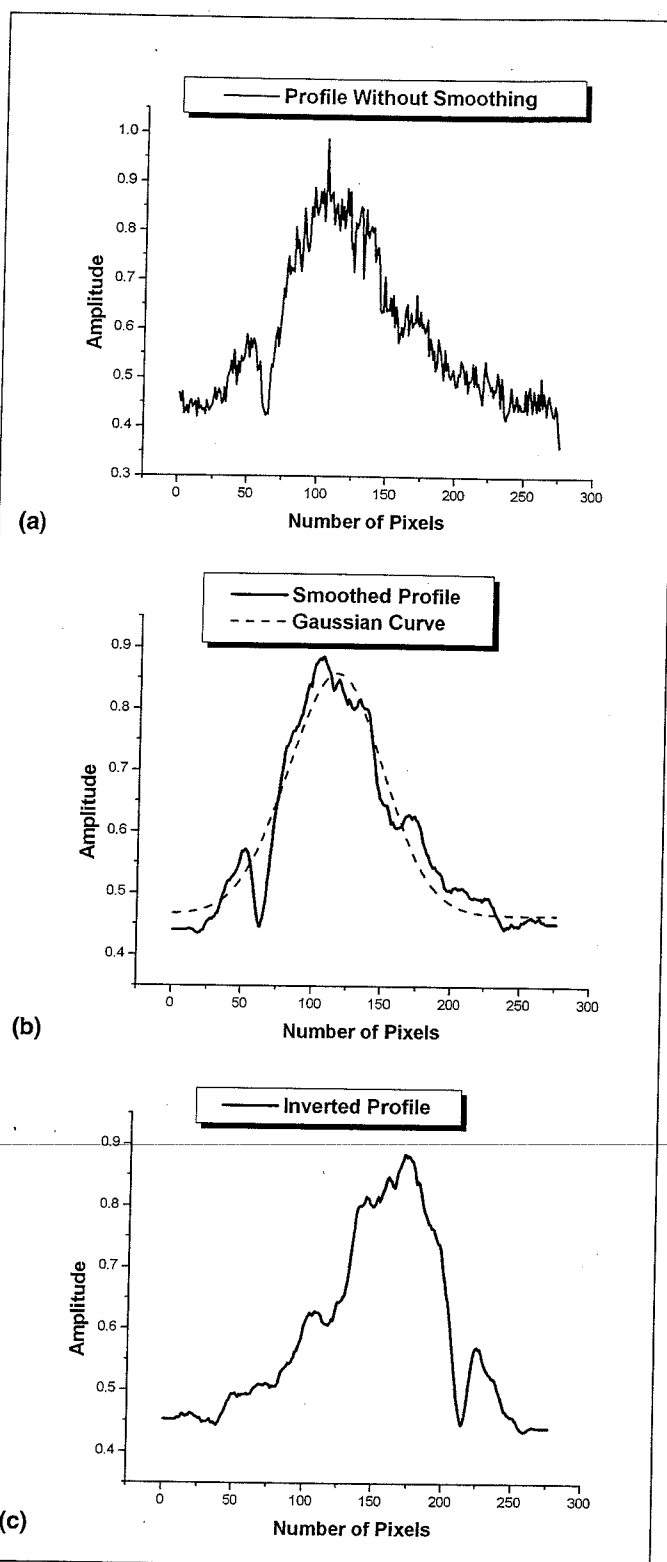 Profile Without Smoothing
1.0
0.9
0.8
0.7
0.6
0.5
0.4
0.3
Amplitude
0 50 100 150 200 250 300
Number of Pixels
(a)
Smoothed Profile
Gaussian Curve
0.9
0.8
0.7
0.6
0.5
0.4
Amplitude
0 50 100 150 200 250 300
Number of Pixels
(b)
Inverted Profile
0.9
0.8
0.7
0.6
0.5
0.4
Amplitude
0 50 100 150 200 250 300
Number of Pixels
(c)